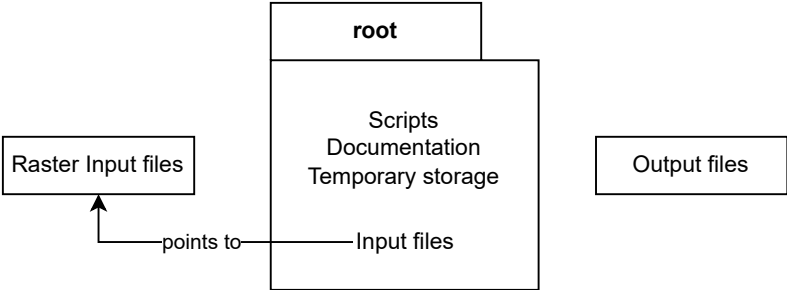 root
Scripts
Documentation
Temporary storage
Raster Input files
Output files
points to
Input files